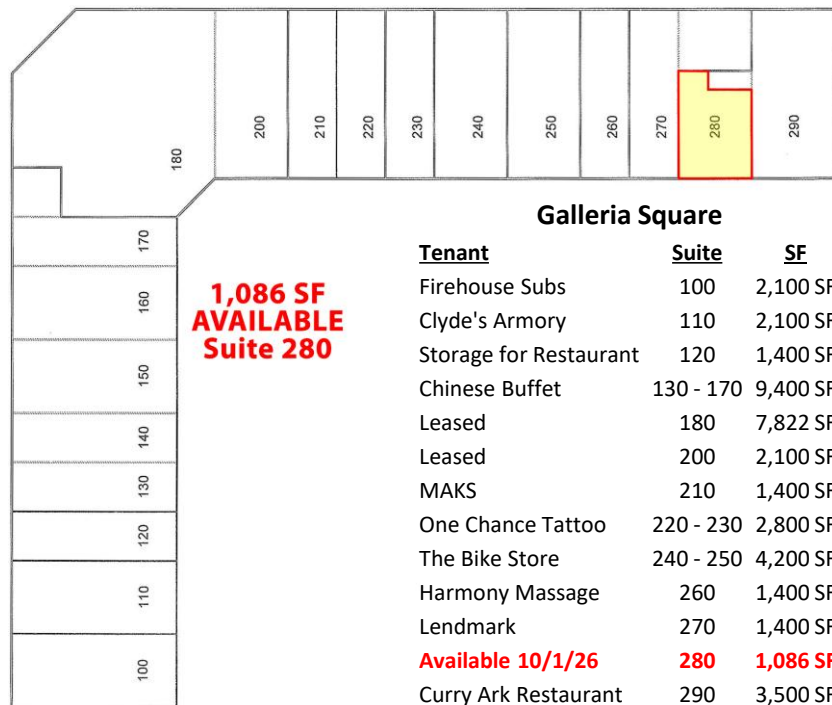 180
200
210
220
230
240
250
260
270
280
290
170
160
150
140
130
120
110
100
1,086 SF
AVAILABLE
Suite 280
Galleria Square
Tenant Suite SF
Firehouse Subs 100 2,100 SF
Clyde's Armory 110 2,100 SF
Storage for Restaurant 120 1,400 SF
Chinese Buffet 130 - 170 9,400 SF
Leased 180 7,822 SF
Leased 200 2,100 SF
MAKS 210 1,400 SF
One Chance Tattoo 220 - 230 2,800 SF
The Bike Store 240 - 250 4,200 SF
Harmony Massage 260 1,400 SF
Lendmark 270 1,400 SF
Available 10/1/26 280 1,086 SF
Curry Ark Restaurant 290 3,500 SF